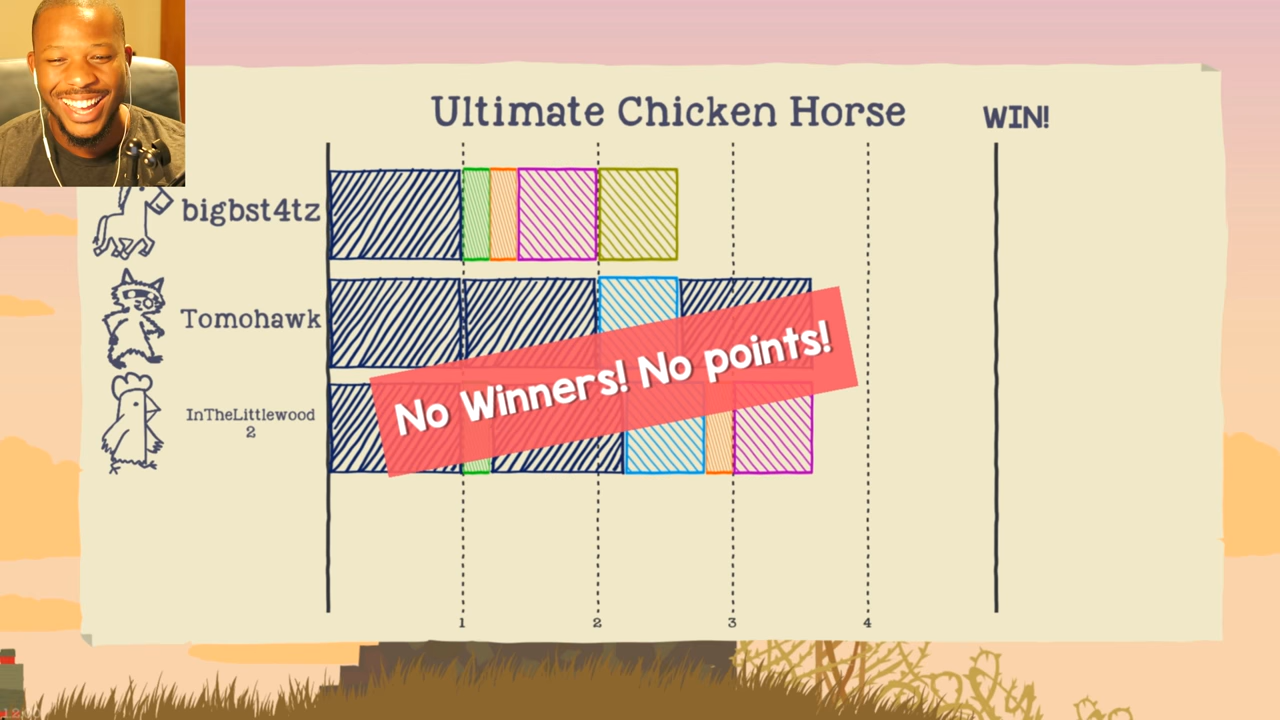 Ultimate Chicken Horse
WIN!
bigbst4tz
Tomohawk
No Winners! No points!
InTheLittlewood
2
1 2 3 4